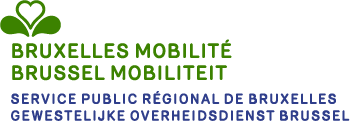 BRUXELLES MOBILITÉ
BRUSSEL MOBILITEIT
SERVICE PUBLIC RÉGIONAL DE BRUXELLES
GEWESTELIJKE OVERHEIDSDIENST BRUSSEL